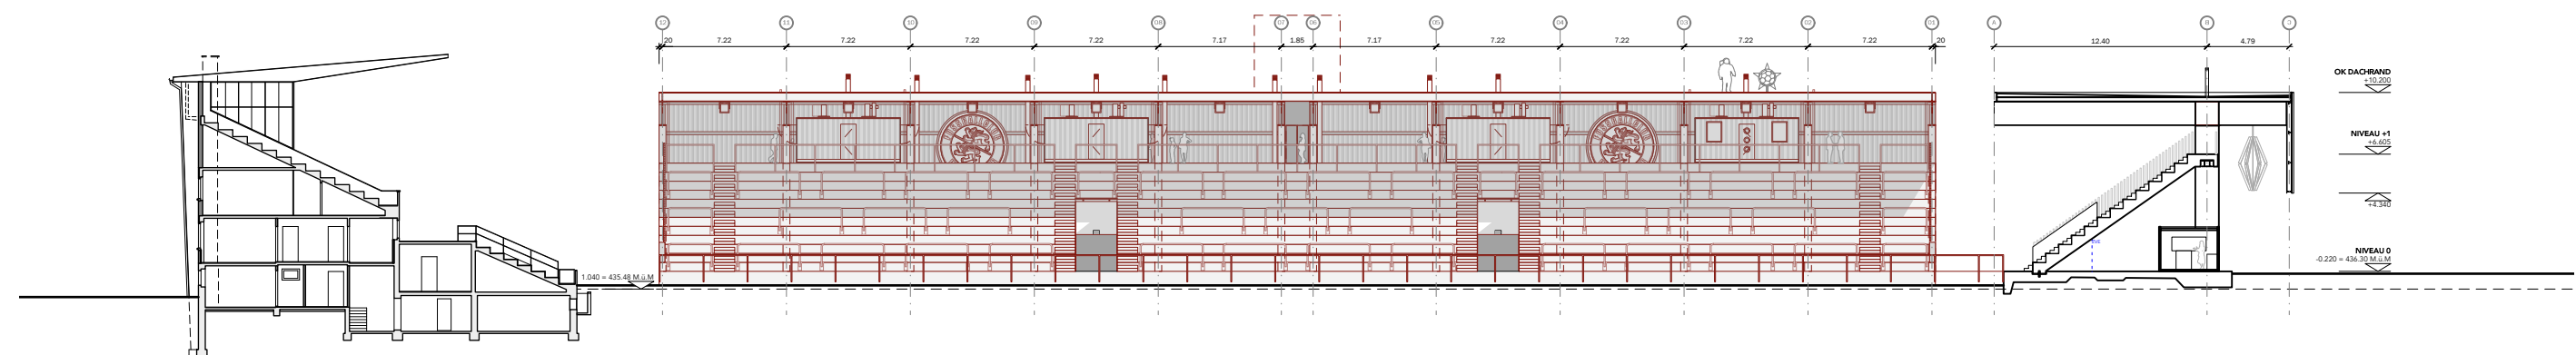 12 11 10 09 08 07 06 05 04 03 02 01 A B C
20 7.22 7.22 7.22 7.22 7.17 1.85 7.17 7.22 7.22 7.22 7.22 20 12.40 4.79
OK DACHRAND
+10.200
NIVEAU +1
+6.605
+4.340
NIVEAU 0
-0.220 = 436.30 M.ü.M
1.040 = 435.48 M.ü.M